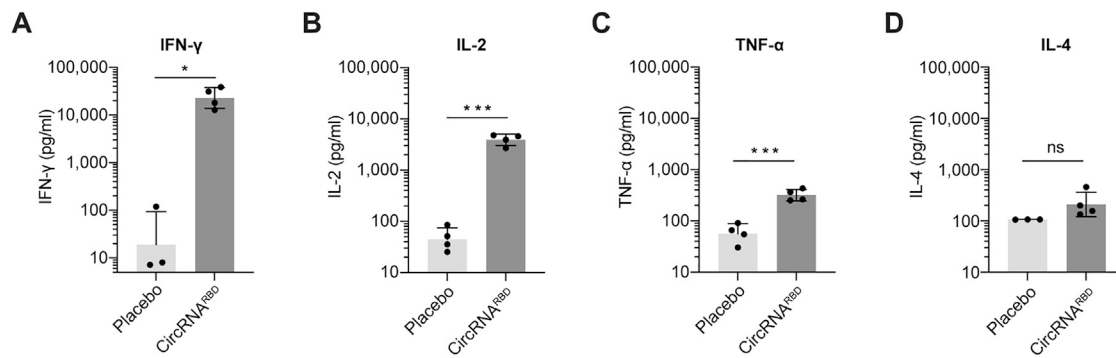 A
IFN-γ
*
IFN-γ (pg/ml)
100,000
10,000
1,000
100
10
Placebo
CircRNA^RBD
B
IL-2
***
IL-2 (pg/ml)
100,000
10,000
1,000
100
10
Placebo
CircRNA^RBD
C
TNF-α
***
TNF-α (pg/ml)
100,000
10,000
1,000
100
10
Placebo
CircRNA^RBD
D
IL-4
ns
IL-4 (pg/ml)
100,000
10,000
1,000
100
10
Placebo
CircRNA^RBD